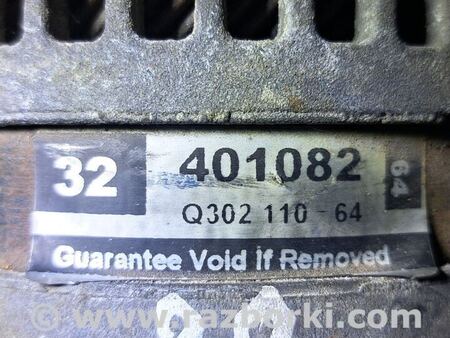 32 401082 64
Q302 110-64
Guarantee Void If Removed
www.razborki.com